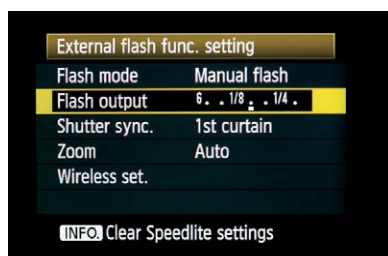 External flash func. setting
Flash mode Manual flash
Flash output 6. . 1/8 . . 1/4 .
Shutter sync. 1st curtain
Zoom Auto
Wireless set.
INFO. Clear Speedlite settings